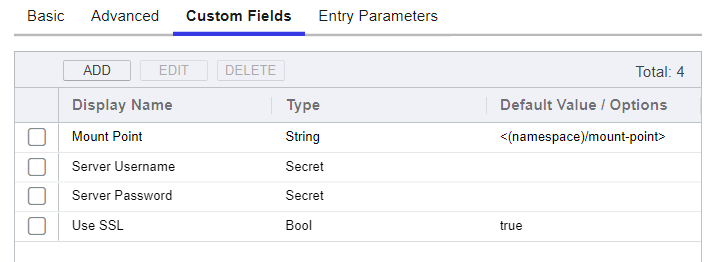 Basic Advanced Custom Fields Entry Parameters
ADD EDIT DELETE Total: 4
Display Name Type Default Value / Options
Mount Point String <(namespace)/mount-point>
Server Username Secret
Server Password Secret
Use SSL Bool true